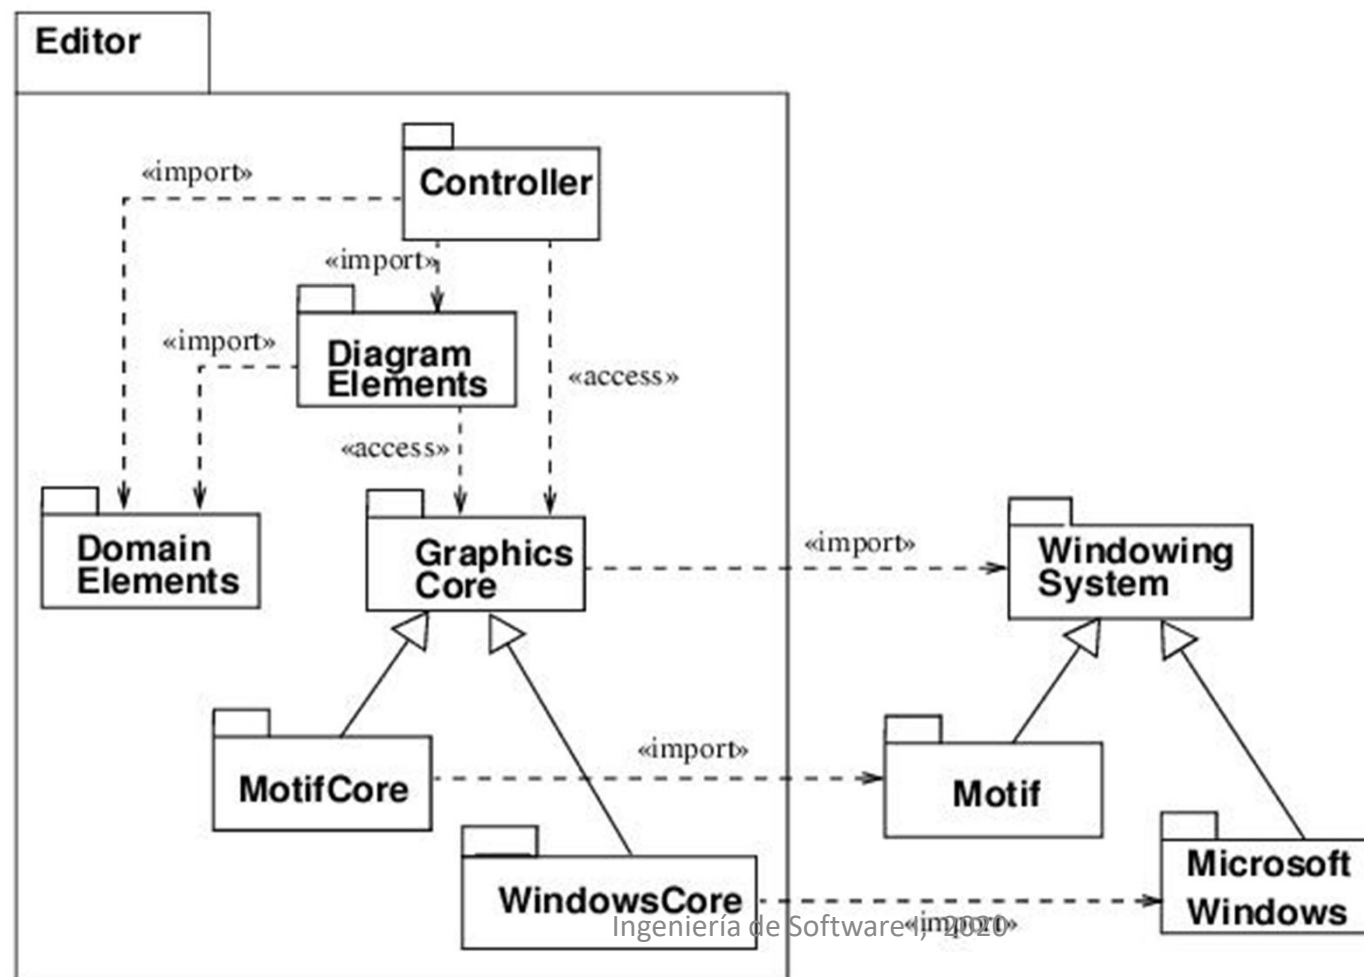 Editor
Controller
«import»
«import»
Diagram
Elements
«import»
«access»
«access»
Domain
Elements
Graphics
Core
«import»
Windowing
System
MotifCore
«import»
Motif
WindowsCore
Microsoft
Windows
«import»
Ingeniería de Software I, 2020